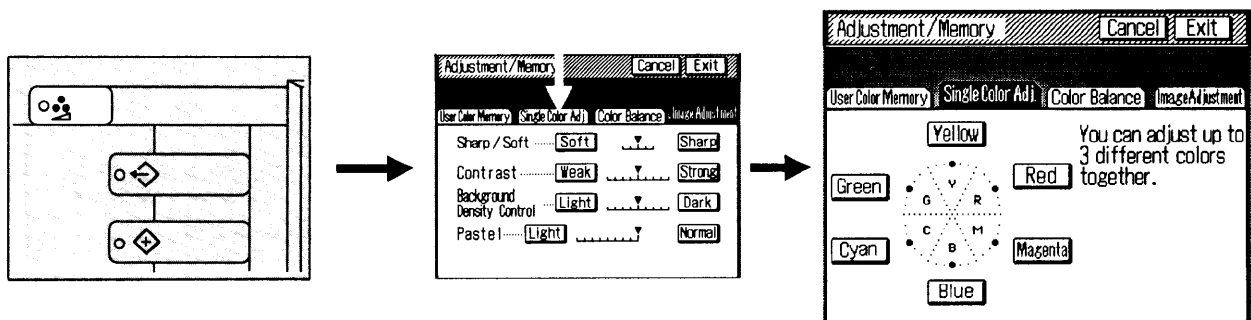 Adjustment/Memory Cancel Exit
User Color Memory Single Color Adj. Color Balance Image Adjustment
Sharp/Soft Soft Sharp
Contrast Weak Strong
Background
Density Control Light Dark
Pastel Light Normal
Adjustment/Memory Cancel Exit
User Color Memory Single Color Adj. Color Balance Image Adjustment
Yellow
You can adjust up to
3 different colors
together.
Green
Red
Y
G R
C M
B
Cyan
Magenta
Blue